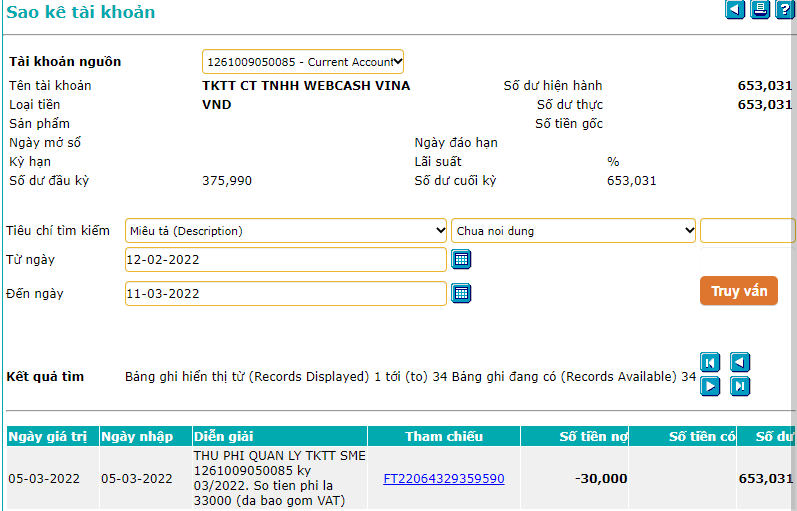 Sao kê tài khoản
Tài khoản nguồn 1261009050085 - Current Account
Tên tài khoản TKTT CT TNHH WEBCASH VINA Số dư hiện hành 653,031
Loại tiền VND Số dư thực 653,031
Sản phẩm Số tiền gốc
Ngày mở số Ngày đáo hạn
Kỳ hạn Lãi suất %
Số dư đầu kỳ 375,990 Số dư cuối kỳ 653,031
Tiêu chí tìm kiếm Miêu tả (Description) Chua noi dung
Từ ngày 12-02-2022
Đến ngày 11-03-2022 Truy vấn
Kết quả tìm Bảng ghi hiển thị từ (Records Displayed) 1 tới (to) 34 Bảng ghi đang có (Records Available) 34
Ngày giá trị Ngày nhập Diễn giải Tham chiếu Số tiền nợ Số tiền có Số dư
THU PHI QUAN LY TKTT SME
1261009050085 ky
05-03-2022 05-03-2022 03/2022. So tien phi la FT22064329359590 -30,000 653,031
33000 (da bao gom VAT)